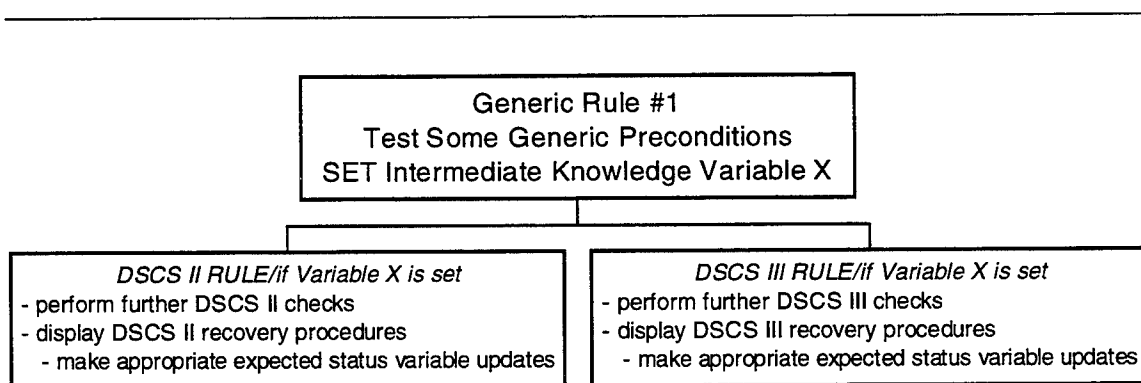 Generic Rule #1
Test Some Generic Preconditions
SET Intermediate Knowledge Variable X
DSCS II RULE/if Variable X is set
- perform further DSCS II checks
- display DSCS II recovery procedures
- make appropriate expected status variable updates
DSCS III RULE/if Variable X is set
- perform further DSCS III checks
- display DSCS III recovery procedures
- make appropriate expected status variable updates